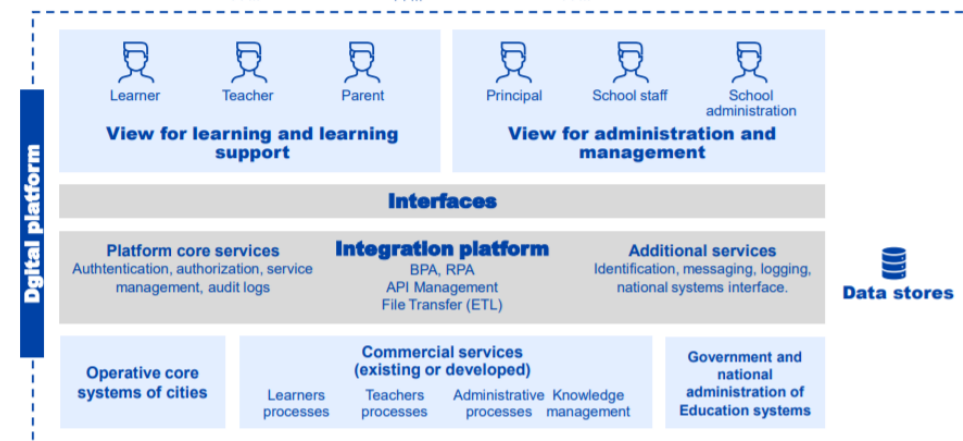 Learner
Teacher
Parent
View for learning and learning
support
Principal
School staff
School
administration
View for administration and
management
Dgital platform
Interfaces
Platform core services
Authtentication, authorization, service
management, audit logs
Integration platform
BPA, RPA
API Management
File Transfer (ETL)
Additional services
Identification, messaging, logging,
national systems interface.
Data stores
Operative core
systems of cities
Commercial services
(existing or developed)
Learners
processes
Teachers
processes
Administrative
processes
Knowledge
management
Government and
national
administration of
Education systems